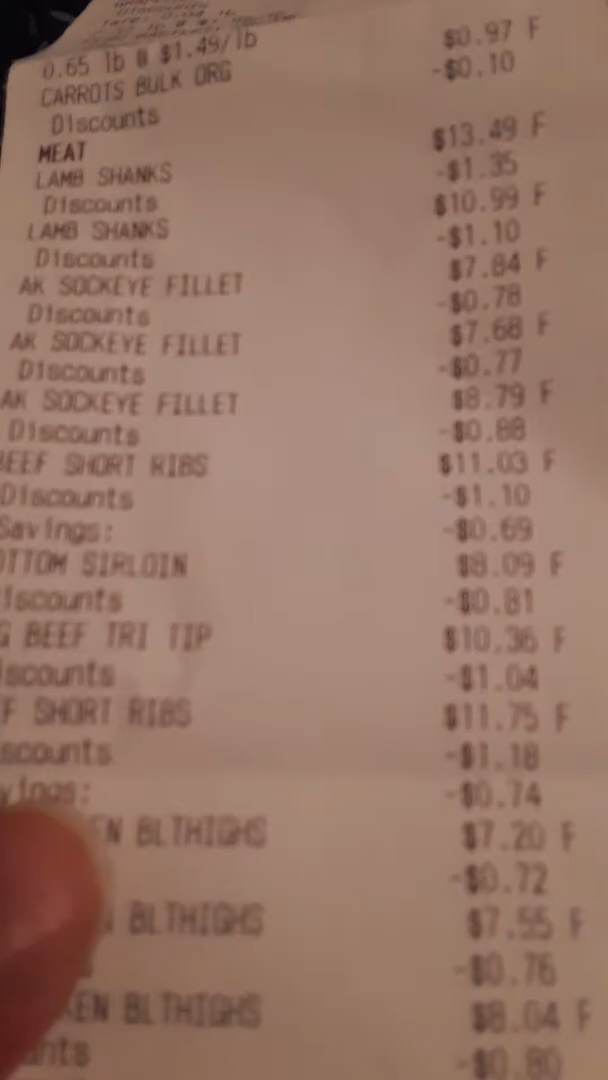 0.65 lb @ $1.49/lb $0.97 F
CARROTS BULK ORG -$0.10
Discounts
MEAT $13.49 F
LAMB SHANKS -$1.35
Discounts $10.99 F
LAMB SHANKS -$1.10
Discounts $7.84 F
AK SOCKEYE FILLET -$0.78
Discounts $7.68 F
AK SOCKEYE FILLET -$0.77
Discounts $8.79 F
AK SOCKEYE FILLET -$0.88
Discounts
BEEF SHORT RIBS $11.03 F
Discounts -$1.10
Savings: -$0.69
OTTOM SIRLOIN $8.09 F
iscounts -$0.81
G BEEF TRI TIP $10.36 F
iscounts -$1.04
F SHORT RIBS $11.75 F
scounts -$1.18
vings: -$0.74
EN BLTHIGHS $7.20 F
-$0.72
N BLTHIGHS $7.55 F
s -$0.76
KEN BLTHIGHS $8.04 F
unts -$0.80